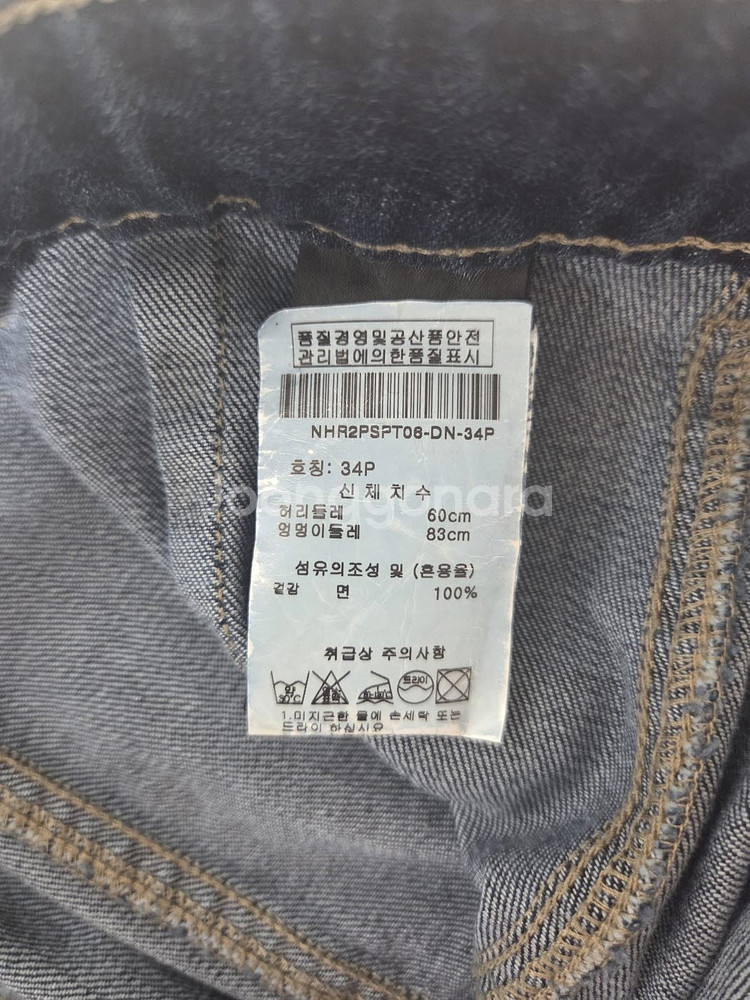 품질경영및공산품안전
관리법에의한품질표시
NHR2PSPT06-DN-34P
호칭: 34P
신체치수
허리둘레 60cm
엉덩이둘레 83cm
joonggonara
섬유의조성 및 (혼용율)
겉감 면 100%
취급상 주의사항
드라이
1.미지근한 물에 손세탁 또는
드라이 하십시요